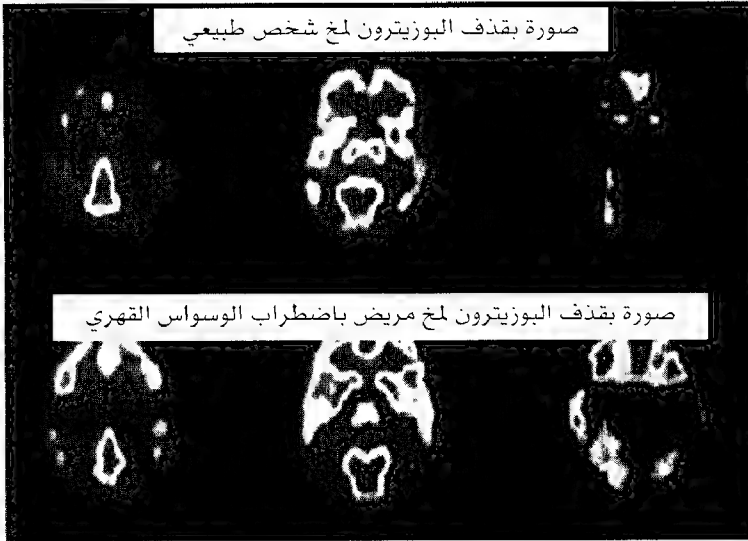 صورة بقذف البوزيترون لمخ شخص طبيعي
صورة بقذف البوزيترون لمخ مريض باضطراب الوسواس القهري